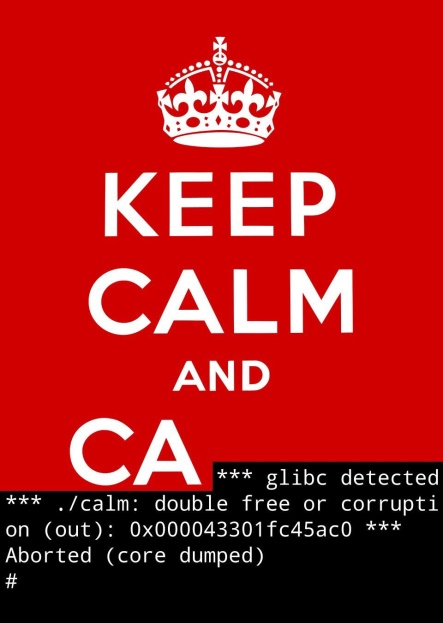 KEEP
CALM
AND
CA
*** glibc detected
*** ./calm: double free or corrupti
on (out): 0x000043301fc45ac0 ***
Aborted (core dumped)
#